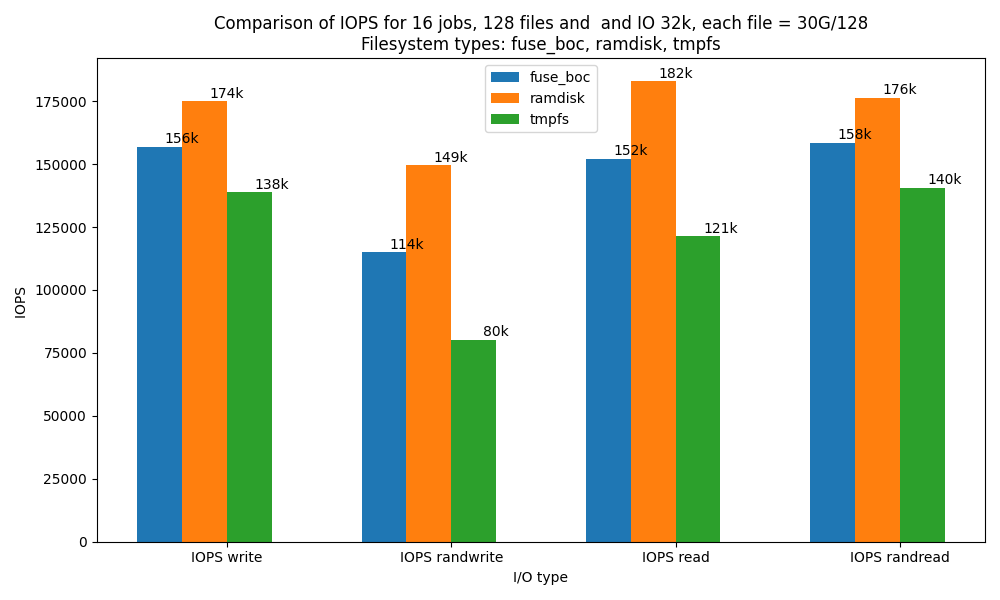 Comparison of IOPS for 16 jobs, 128 files and  and IO 32k, each file = 30G/128
Filesystem types: fuse_boc, ramdisk, tmpfs
fuse_boc
ramdisk
tmpfs
IOPS
175000
150000
125000
100000
75000
50000
25000
0
156k
174k
138k
114k
149k
80k
152k
182k
121k
158k
176k
140k
IOPS write
IOPS randwrite
IOPS read
IOPS randread
I/O type